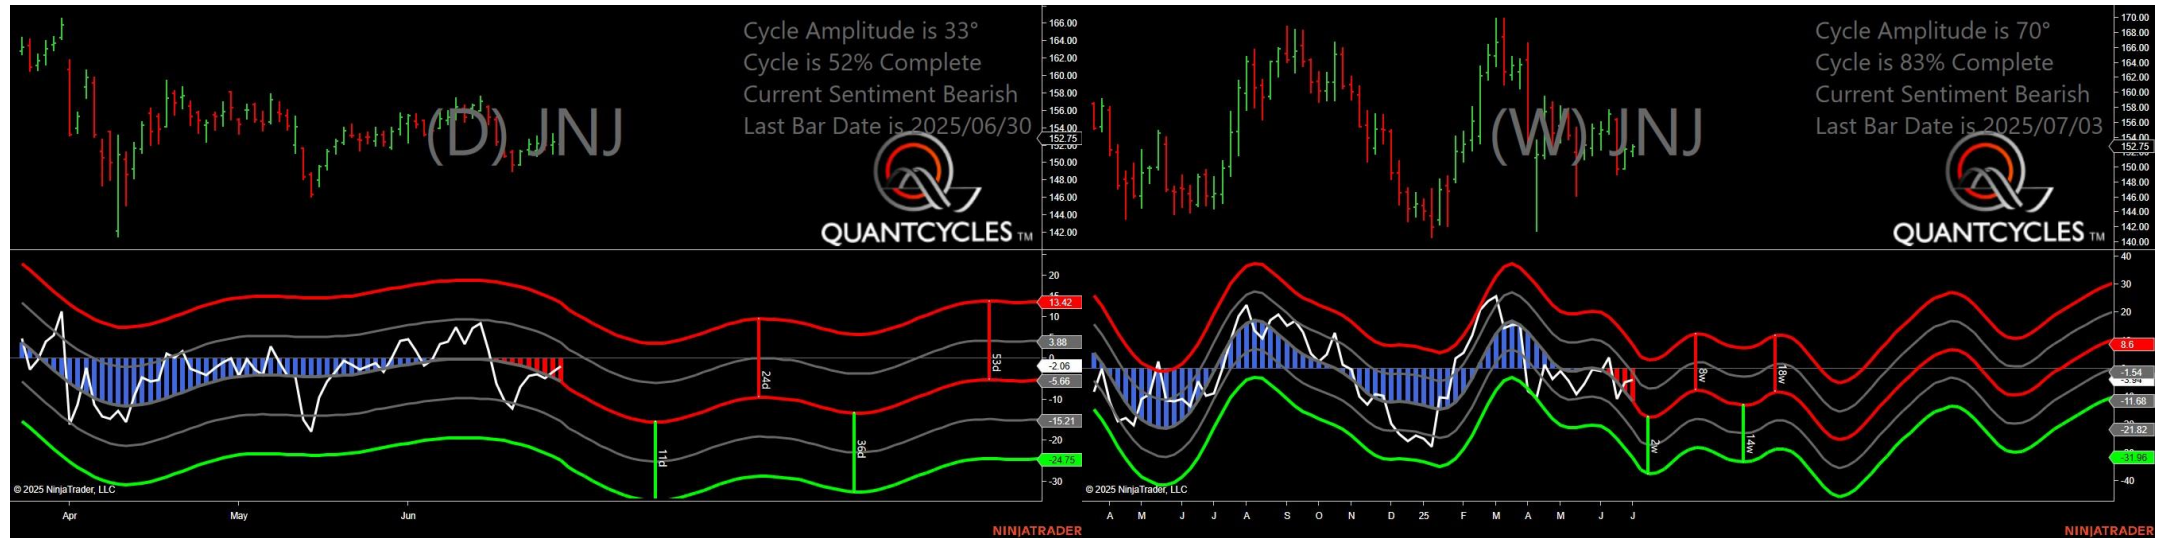 Cycle Amplitude is 33°
Cycle is 52% Complete
Current Sentiment Bearish
Last Bar Date is 2025/06/30
(D) JNJ
QUANTCYCLES TM
166.00
164.00
162.00
160.00
158.00
156.00
154.00
152.75
152.00
150.00
148.00
146.00
144.00
142.00
20
13.42
10
3.88
0
-2.06
-5.66
-10
-15.21
-20
-24.75
-30
11d
24d
36d
53d
© 2025 NinjaTrader, LLC
Apr May Jun
NINJATRADER
Cycle Amplitude is 70°
Cycle is 83% Complete
Current Sentiment Bearish
Last Bar Date is 2025/07/03
(W) JNJ
QUANTCYCLES TM
170.00
168.00
166.00
164.00
162.00
160.00
158.00
156.00
154.00
152.75
150.00
148.00
146.00
144.00
142.00
140.00
40
30
20
8.6
-1.54
-11.68
-21.82
-31.96
-40
2w
8w
14w
18w
© 2025 NinjaTrader, LLC
A M J J A S O N D 25 F M A M J J
NINJATRADER